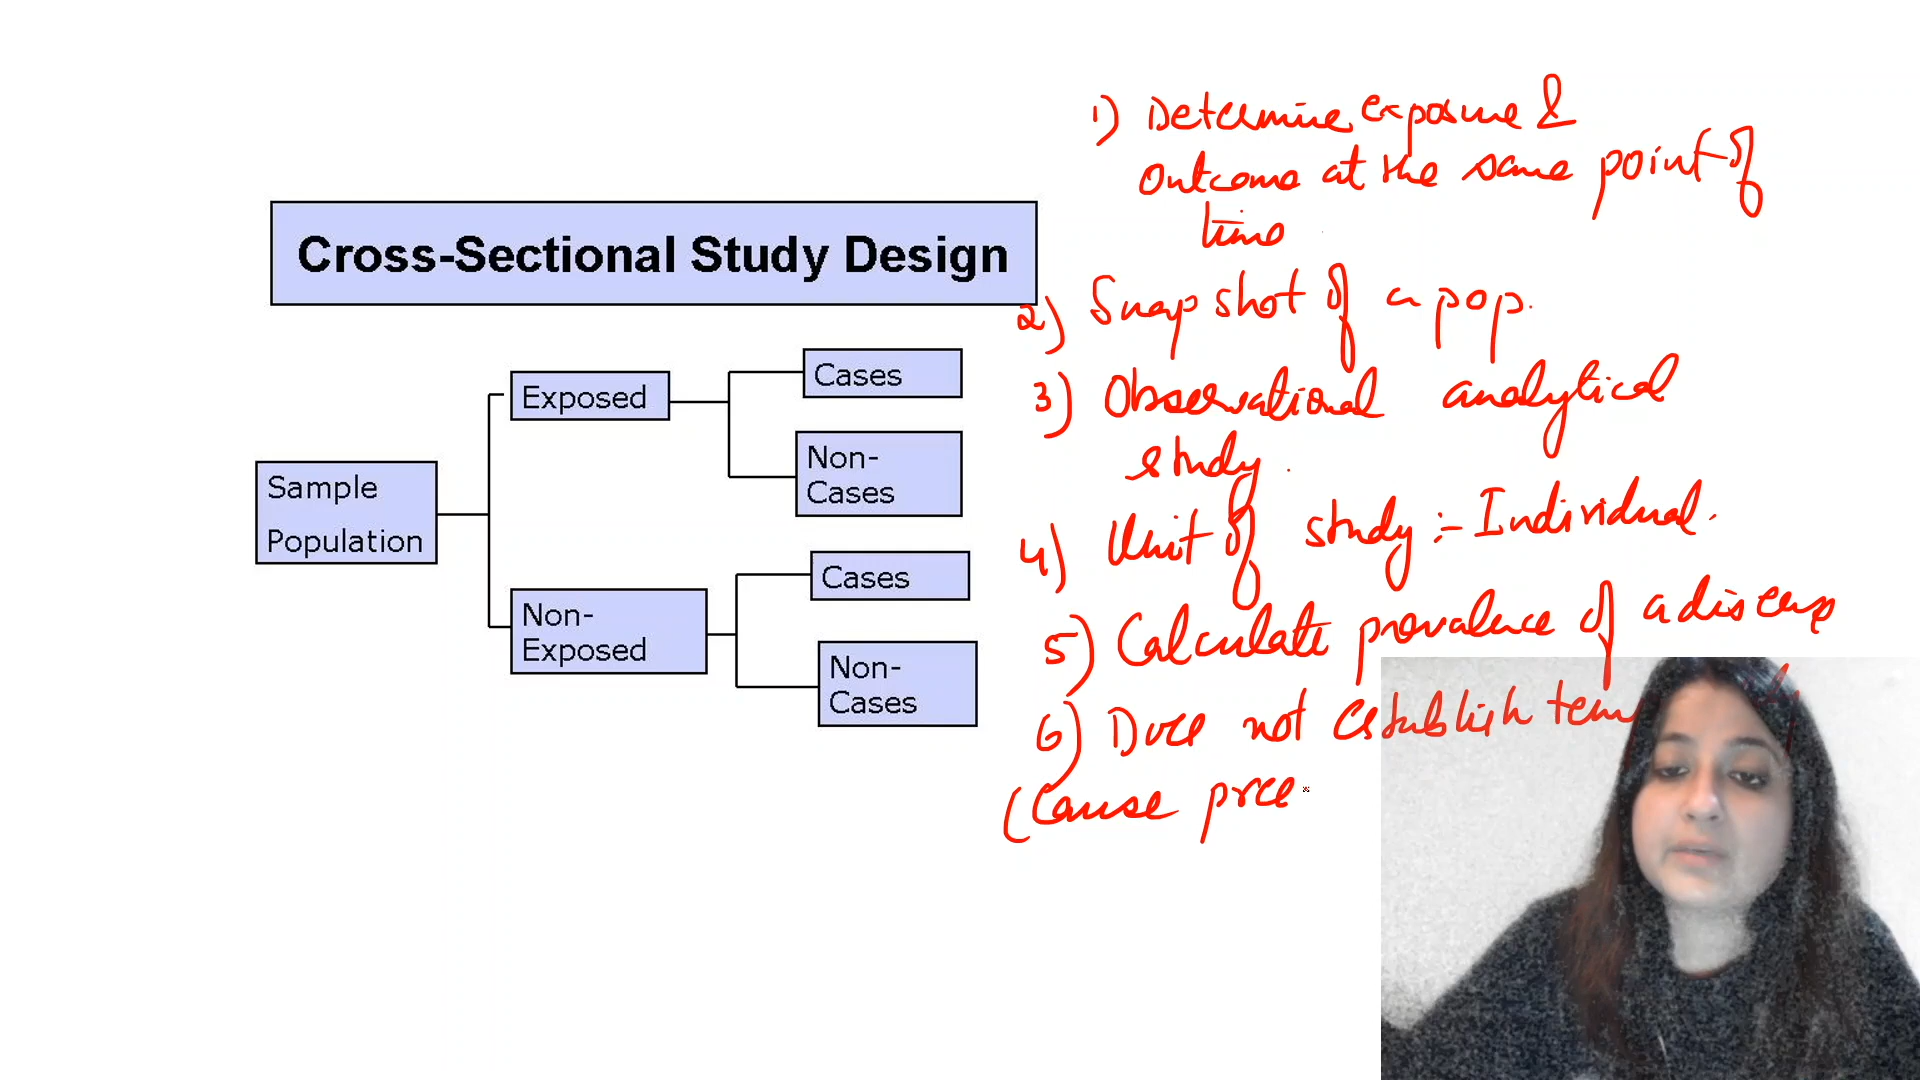 Cross-Sectional Study Design
Sample
Population
Exposed
Non-
Exposed
Cases
Non-
Cases
Cases
Non-
Cases
1) Determine exposure &
outcome at the same point of
time
2) Snapshot of a pop.
3) Observational analytical
study.
4) Unit of study :- Individual.
5) Calculate prevalence of a disease
6) Does not establish
(Cause prece